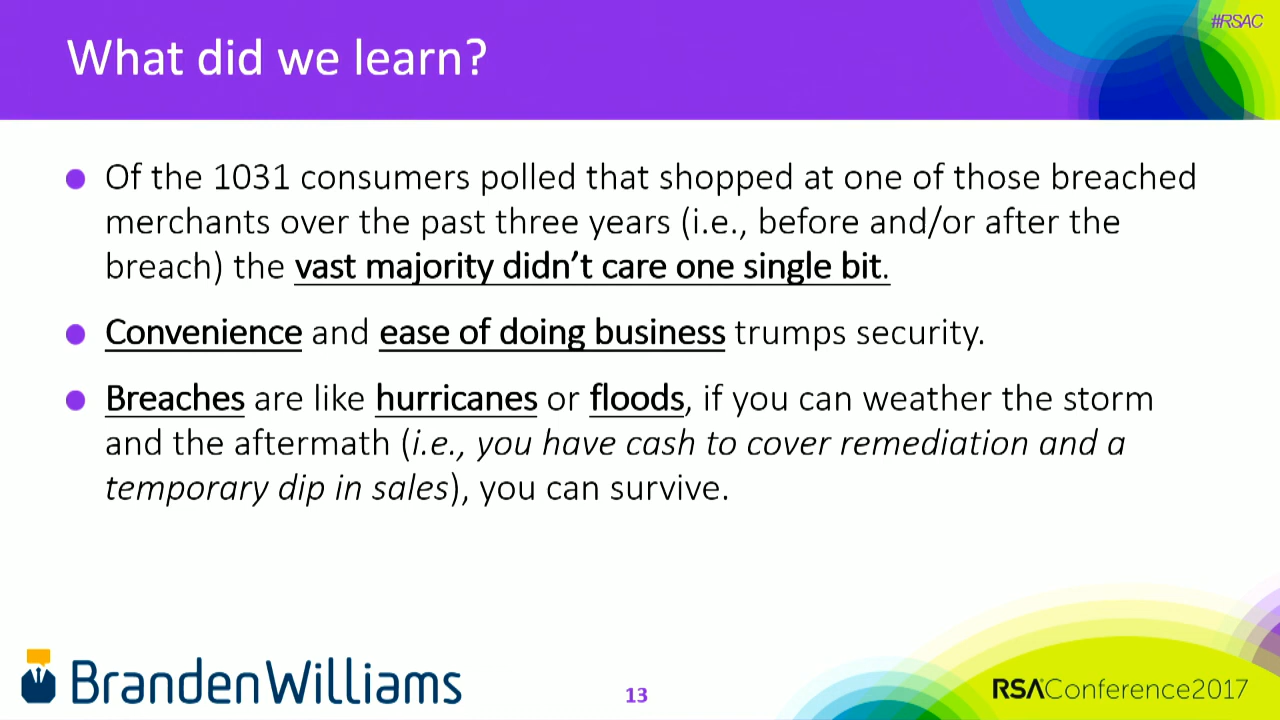 #RSAC
What did we learn?
Of the 1031 consumers polled that shopped at one of those breached
merchants over the past three years (i.e., before and/or after the
breach) the vast majority didn’t care one single bit.
Convenience and ease of doing business trumps security.
Breaches are like hurricanes or floods, if you can weather the storm
and the aftermath (i.e., you have cash to cover remediation and a
temporary dip in sales), you can survive.
BrandenWilliams
13
RSAConference2017